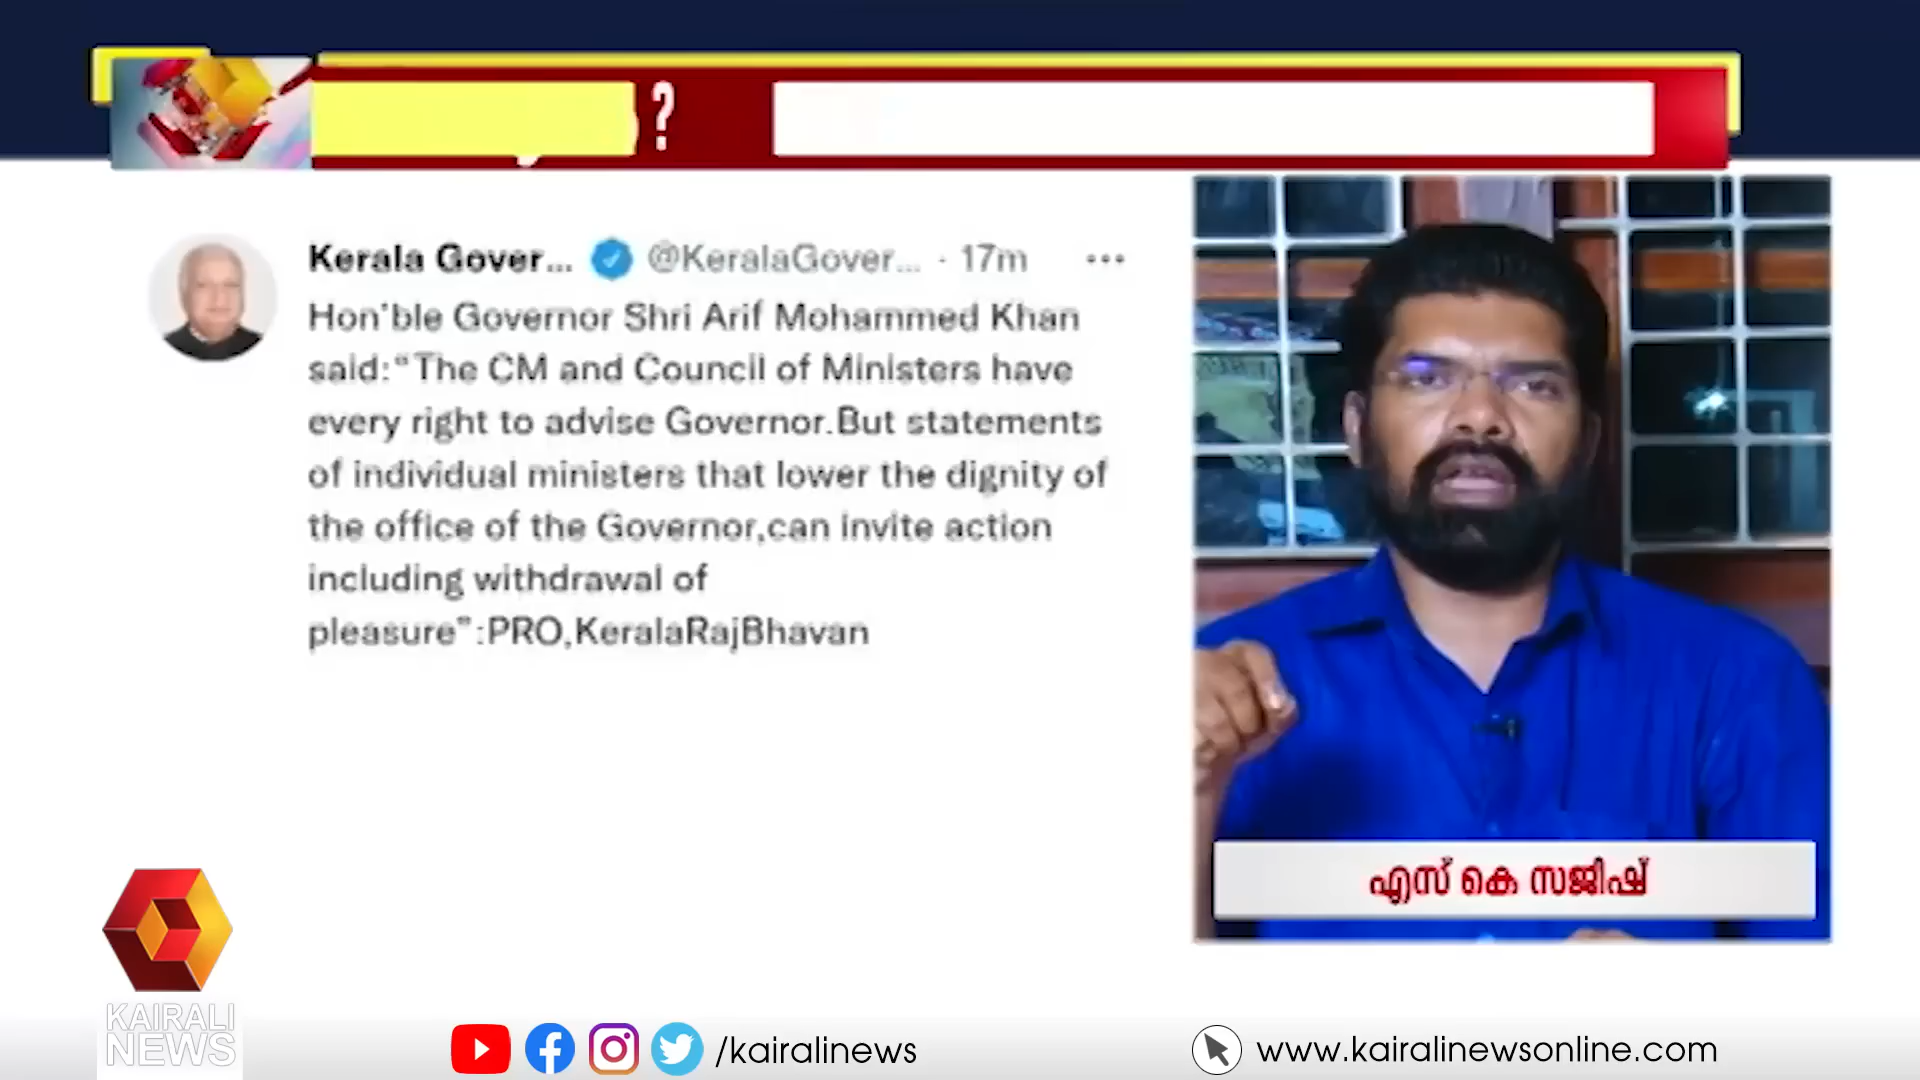 ?
Kerala Gover... @KeralaGover... · 17m ...
Hon'ble Governor Shri Arif Mohammed Khan
said:“The CM and Council of Ministers have
every right to advise Governor.But statements
of individual ministers that lower the dignity of
the office of the Governor,can invite action
including withdrawal of
pleasure":PRO,KeralaRajBhavan
എസ് കെ സജീഷ്
KAIRALI
NEWS
/kairalinews
www.kairalinewsonline.com